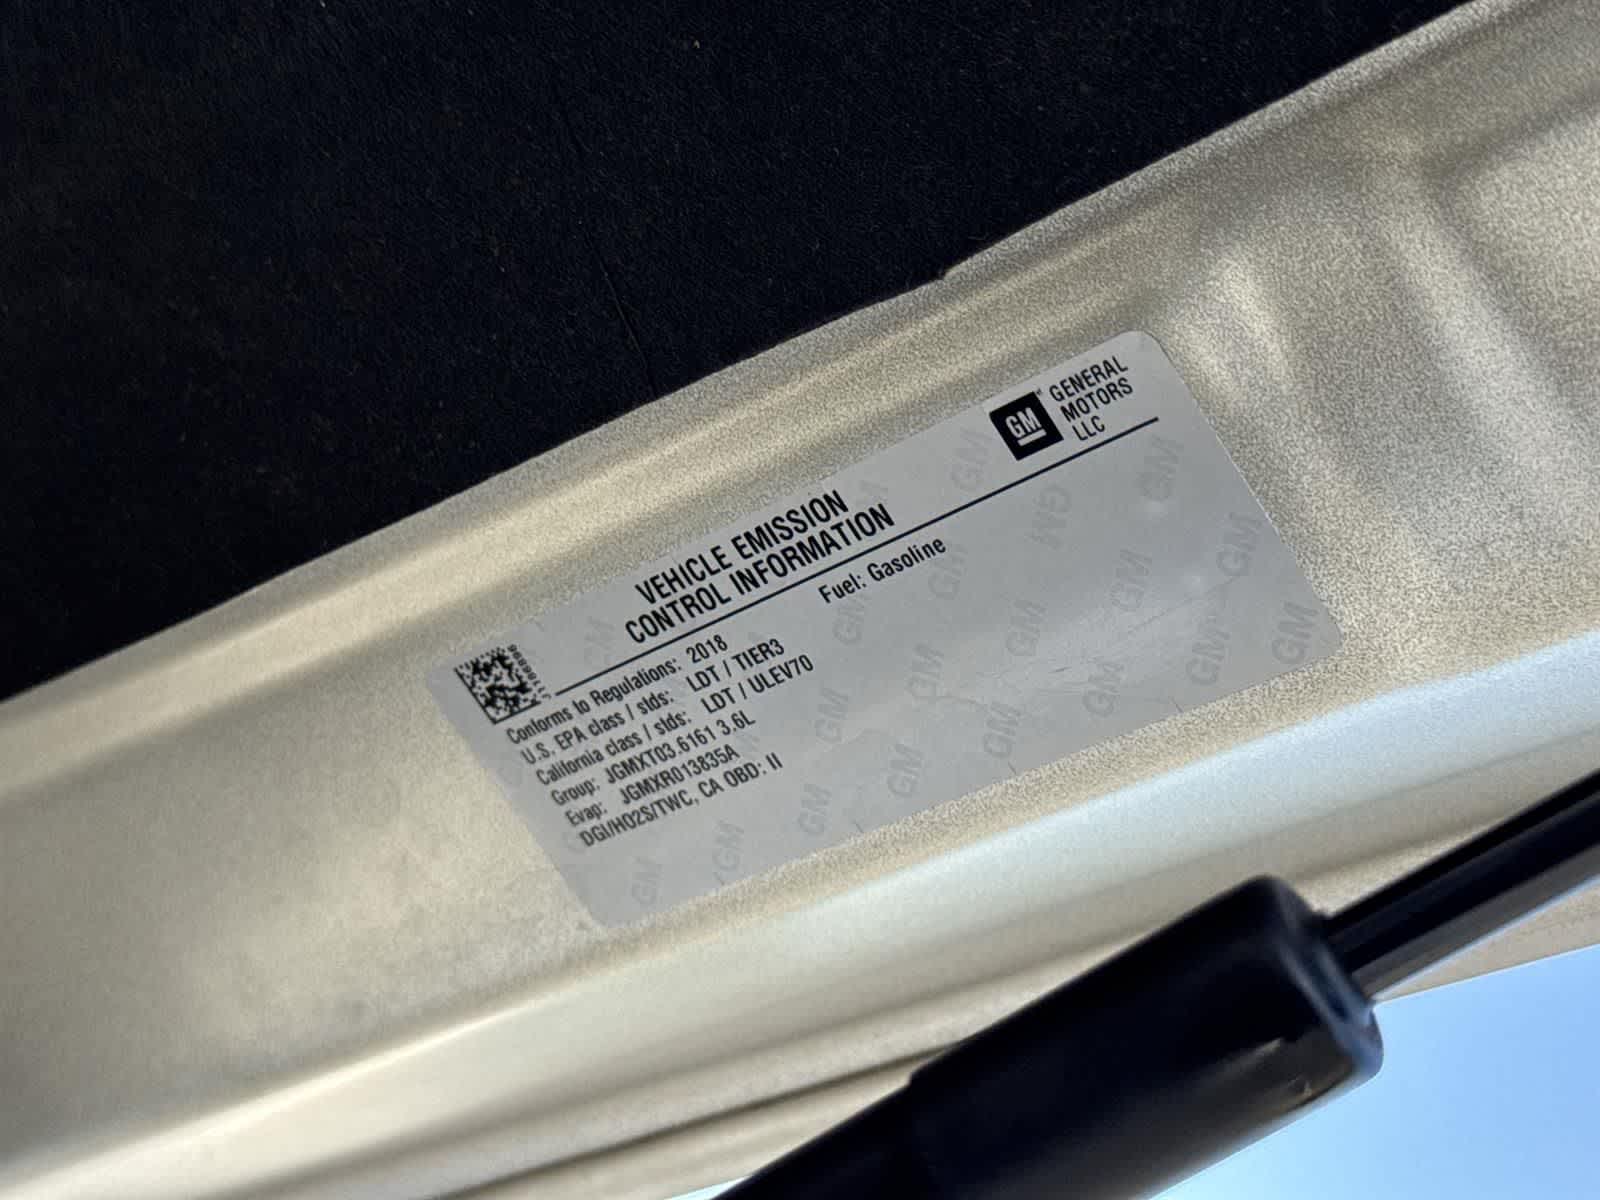 GM GENERAL
MOTORS
LLC
VEHICLE EMISSION
CONTROL INFORMATION
Conforms to Regulations: 2018 Fuel: Gasoline
U.S. EPA class / stds: LDT / TIER3
California class / stds: LDT / ULEV70
Group: JGMXT03.6161 3.6L
Evap: JGMXR013835A
DGI/HO2S/TWC, CA OBD: II